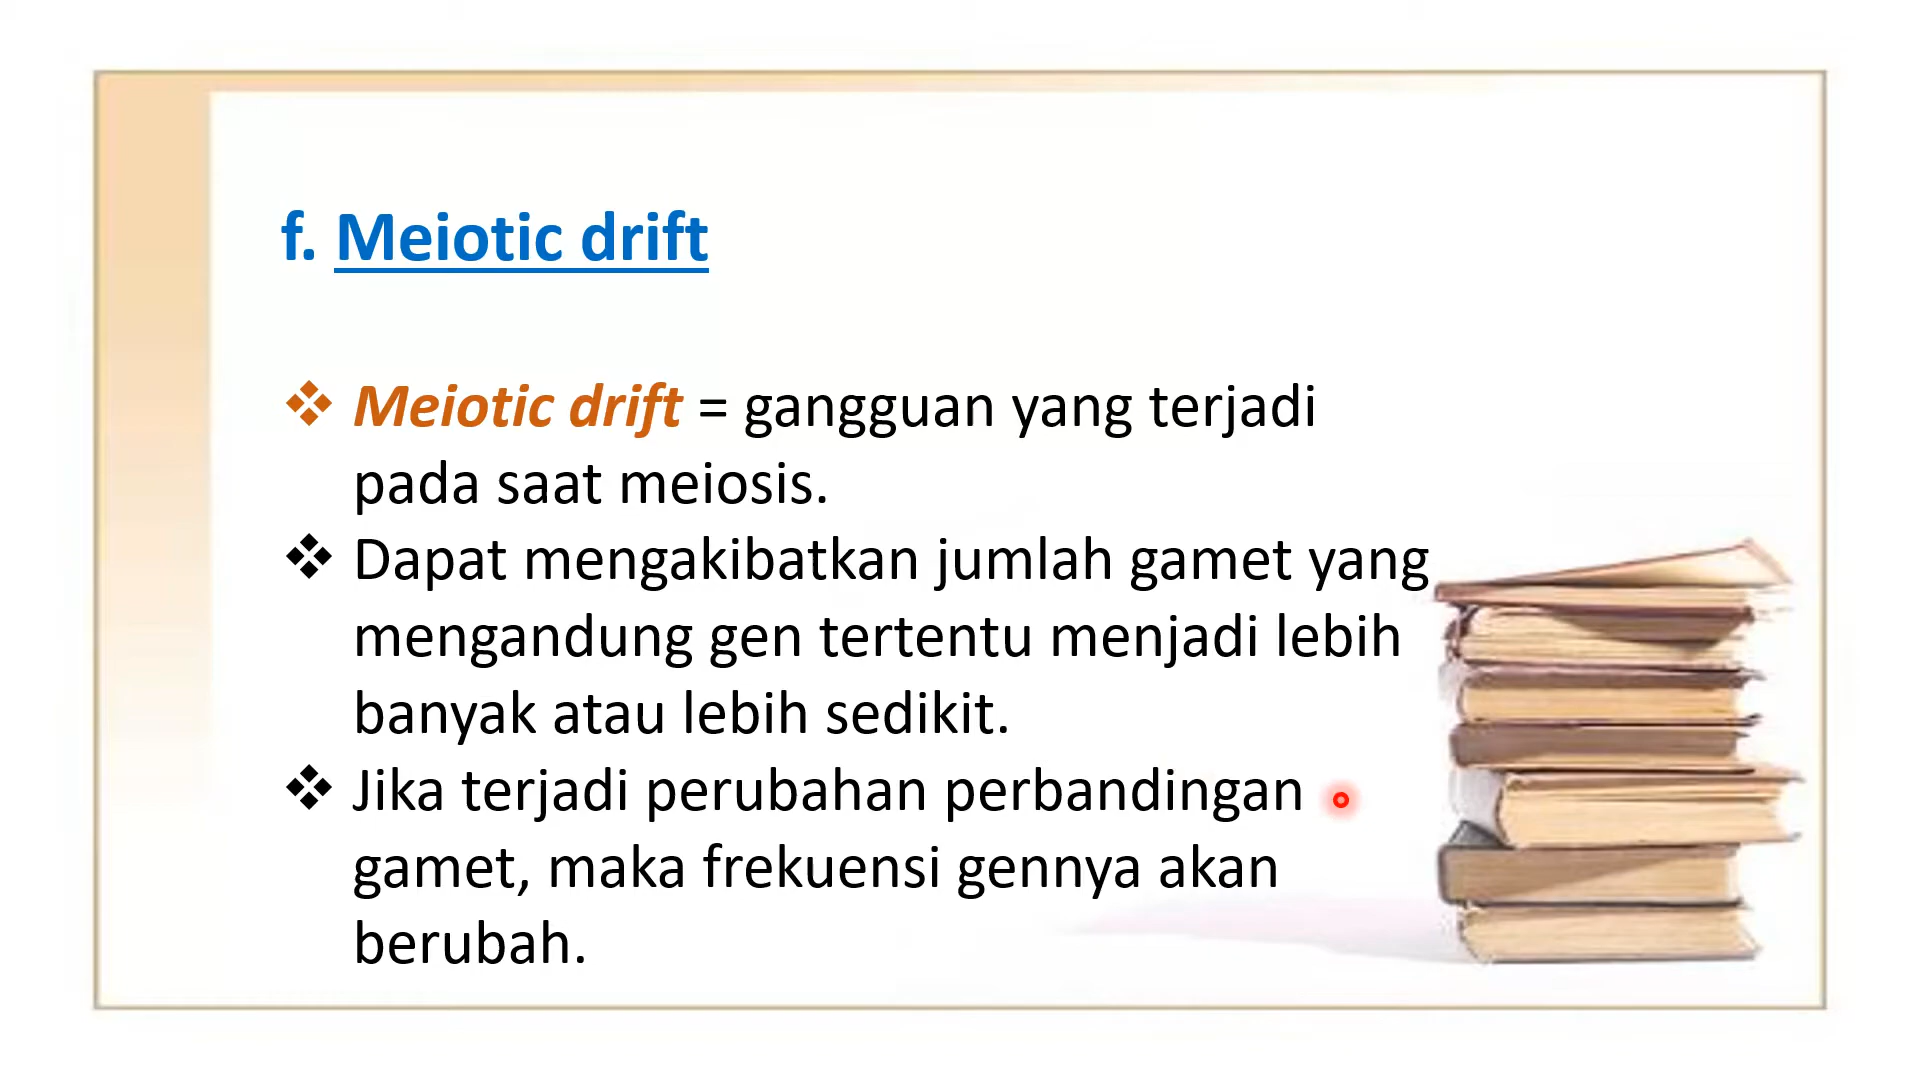 f. Meiotic drift
❖ Meiotic drift = gangguan yang terjadi
pada saat meiosis.
❖ Dapat mengakibatkan jumlah gamet yang
mengandung gen tertentu menjadi lebih
banyak atau lebih sedikit.
❖ Jika terjadi perubahan perbandingan
gamet, maka frekuensi gennya akan
berubah.